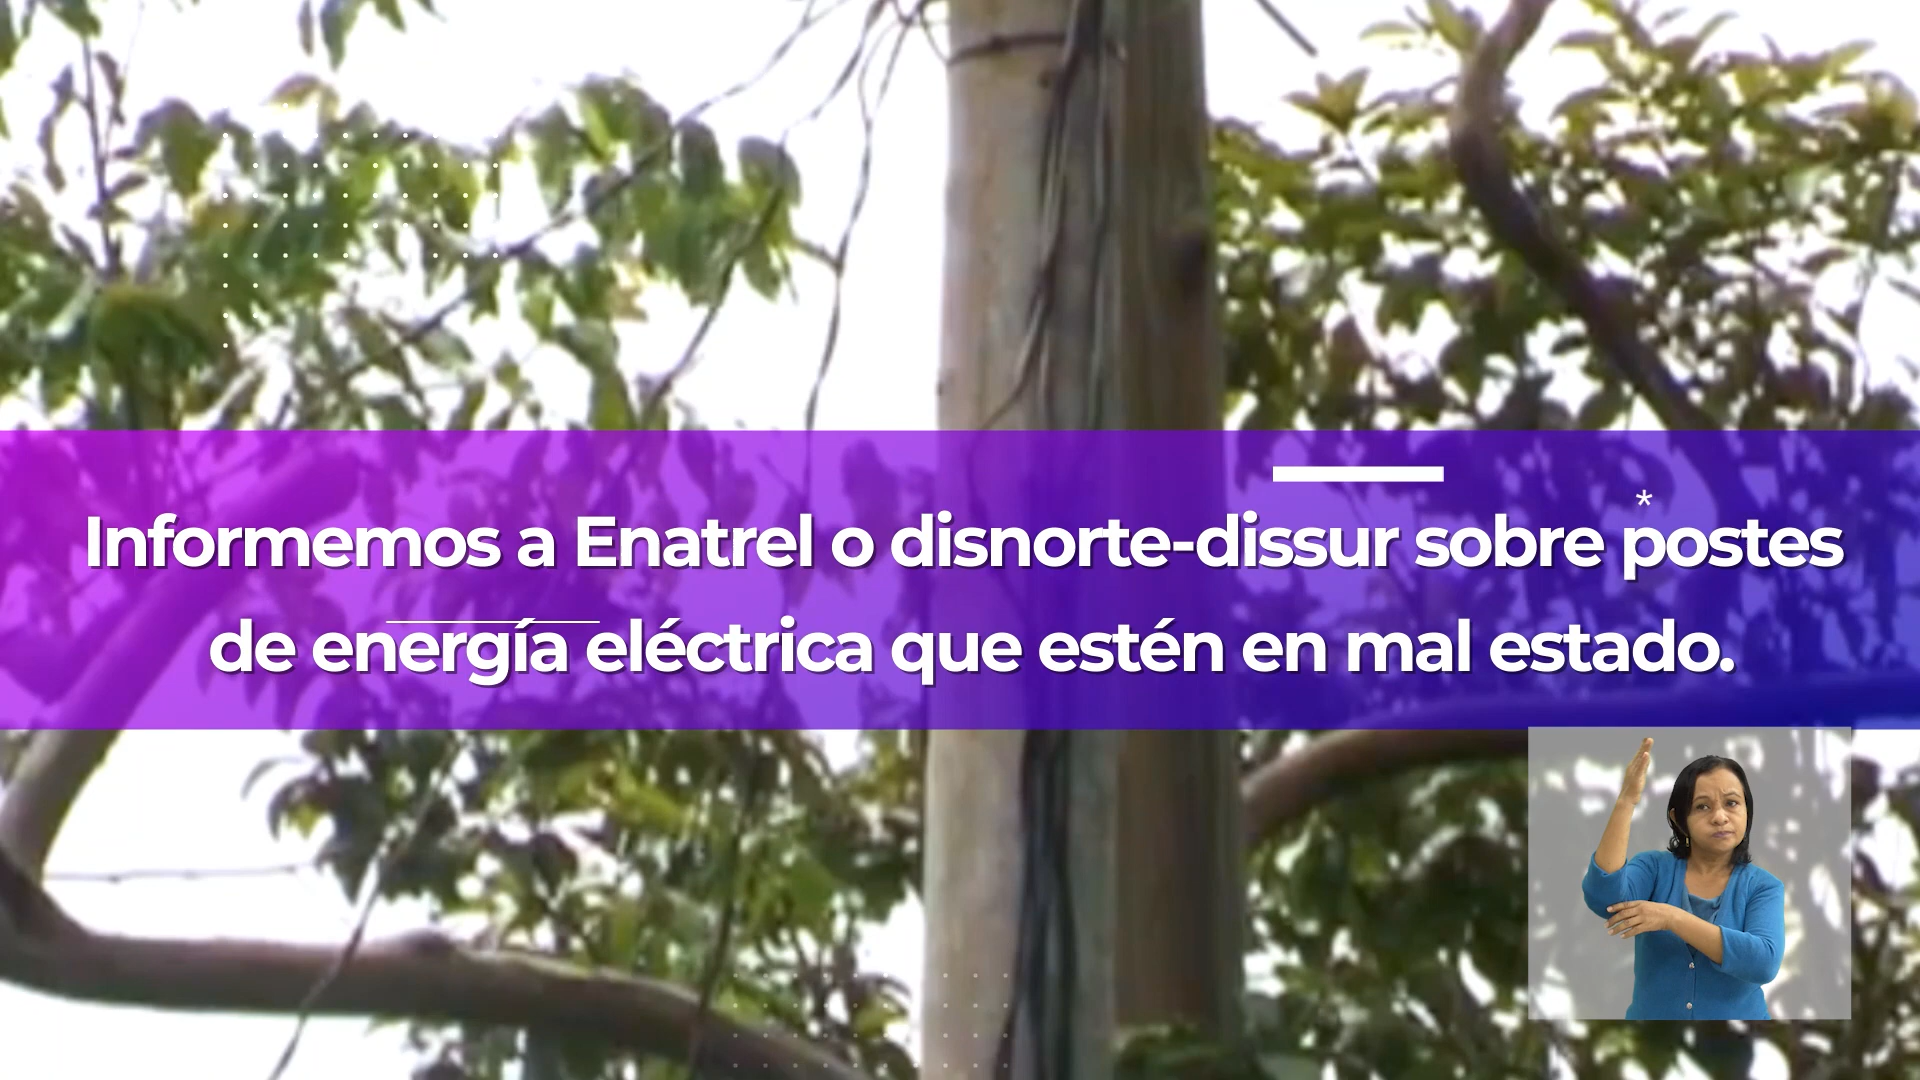 Informemos a Enatrel o disnorte-dissur sobre postes
de energía eléctrica que estén en mal estado.